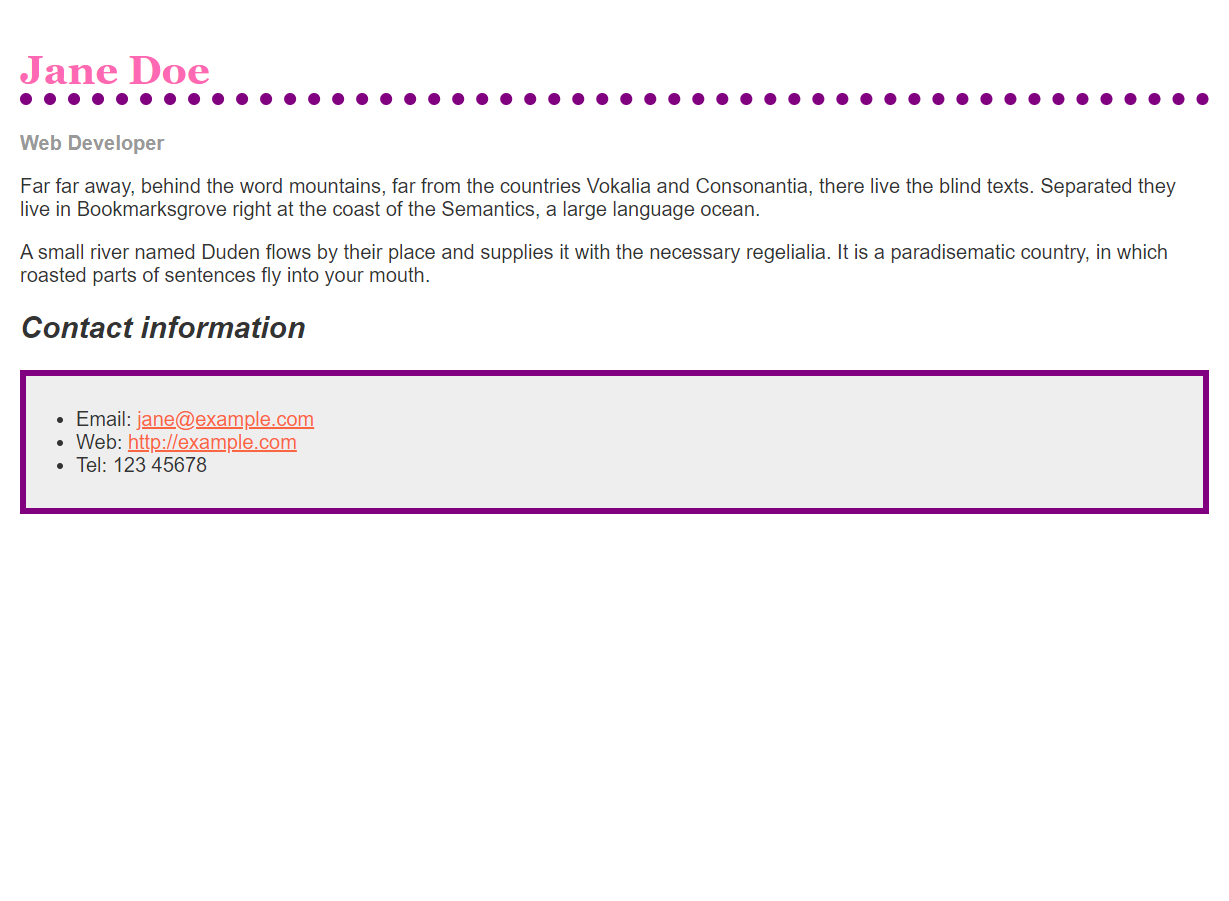 Jane Doe
Web Developer
Far far away, behind the word mountains, far from the countries Vokalia and Consonantia, there live the blind texts. Separated they
live in Bookmarksgrove right at the coast of the Semantics, a large language ocean.
A small river named Duden flows by their place and supplies it with the necessary regelialia. It is a paradisematic country, in which
roasted parts of sentences fly into your mouth.
Contact information
Email: jane@example.com
Web: http://example.com
Tel: 123 45678